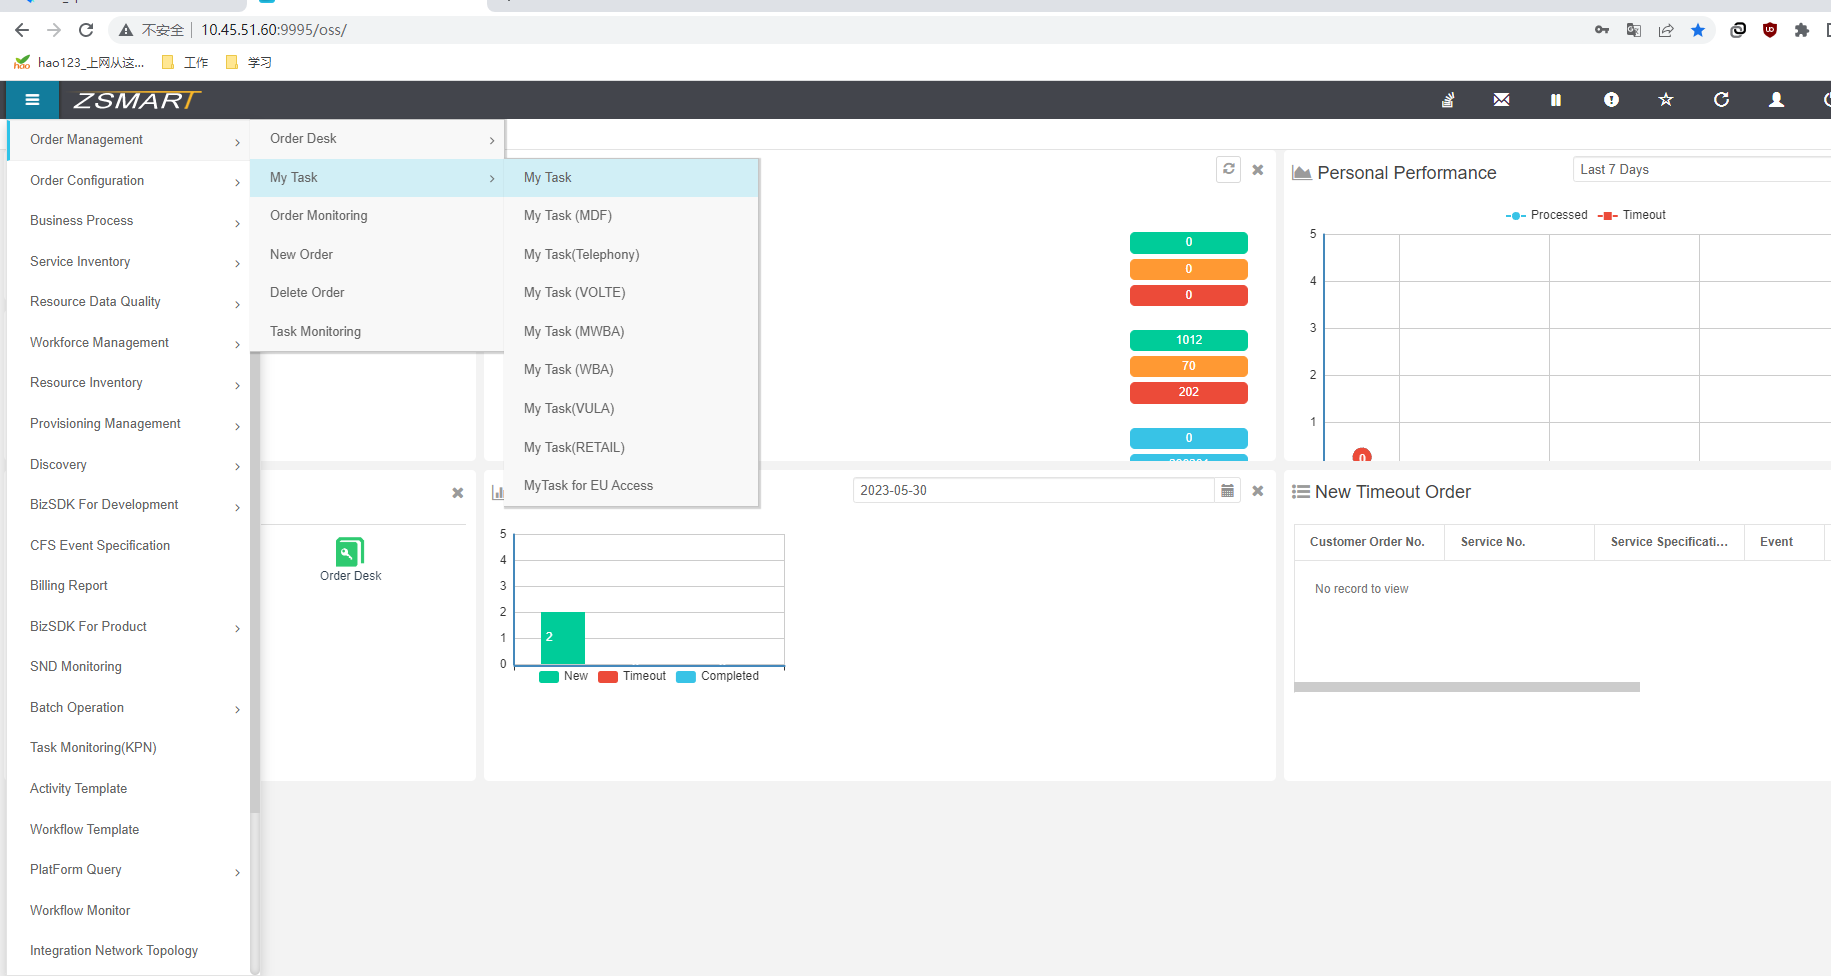 不安全 10.45.51.60:9995/oss/
hao123_上网从这... 工作 学习
ZSMART
Order Management
Order Configuration
Business Process
Service Inventory
Resource Data Quality
Workforce Management
Resource Inventory
Provisioning Management
Discovery
BizSDK For Development
CFS Event Specification
Billing Report
BizSDK For Product
SND Monitoring
Batch Operation
Task Monitoring(KPN)
Activity Template
Workflow Template
PlatForm Query
Workflow Monitor
Integration Network Topology
Order Desk
My Task
Order Monitoring
New Order
Delete Order
Task Monitoring
My Task
My Task (MDF)
My Task(Telephony)
My Task (VOLTE)
My Task (MWBA)
My Task (WBA)
My Task(VULA)
My Task(RETAIL)
MyTask for EU Access
0
0
0
1012
70
202
0
Personal Performance
Last 7 Days
Processed Timeout
5
4
3
2
1
0
Order Desk
2023-05-30
5
4
3
2
1
0
2
New Timeout Completed
New Timeout Order
Customer Order No. Service No. Service Specificati... Event
No record to view